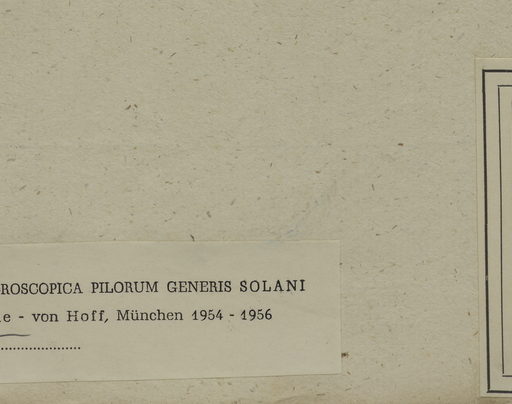 ROSCOPICA PILORUM GENERIS SOLANI
e - von Hoff, München 1954 - 1956